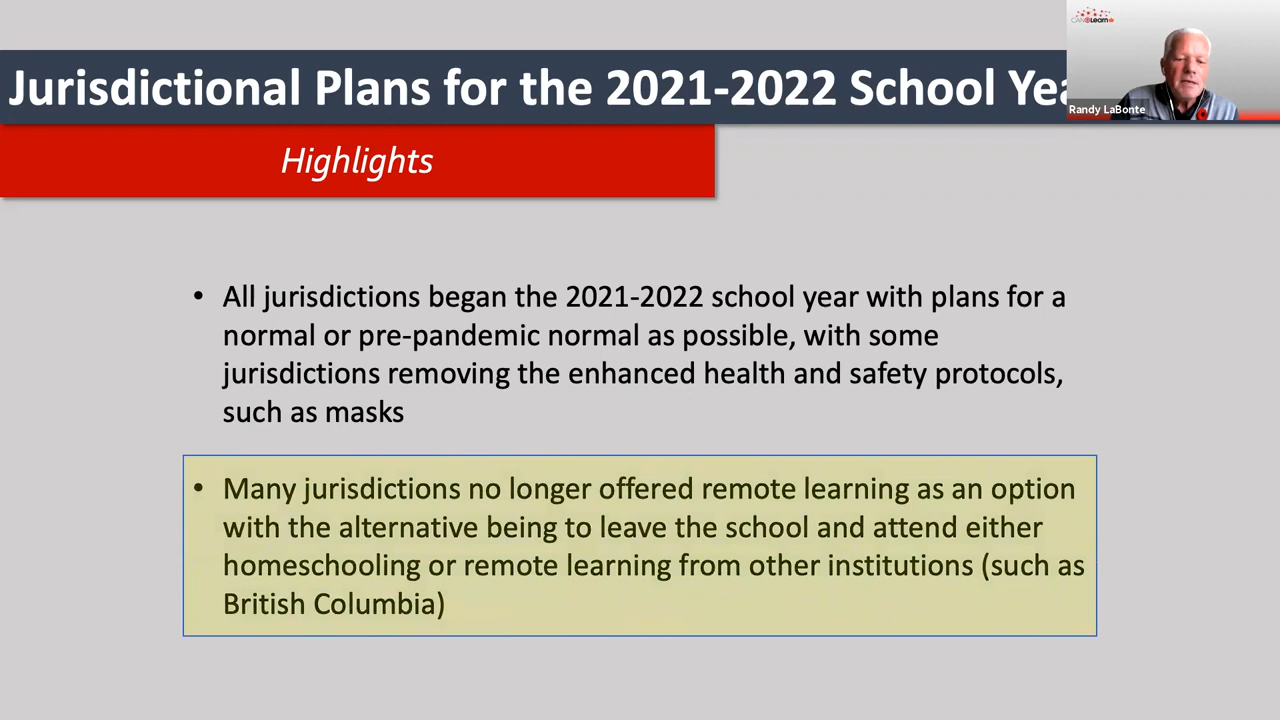 Jurisdictional Plans for the 2021-2022 School Yea
CANeLearn
Randy LaBonte
Highlights
• All jurisdictions began the 2021-2022 school year with plans for a
normal or pre-pandemic normal as possible, with some
jurisdictions removing the enhanced health and safety protocols,
such as masks
• Many jurisdictions no longer offered remote learning as an option
with the alternative being to leave the school and attend either
homeschooling or remote learning from other institutions (such as
British Columbia)